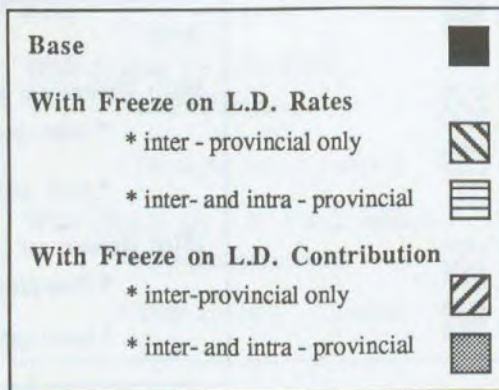 Base
With Freeze on L.D. Rates
* inter - provincial only
* inter- and intra - provincial
With Freeze on L.D. Contribution
* inter-provincial only
* inter- and intra - provincial